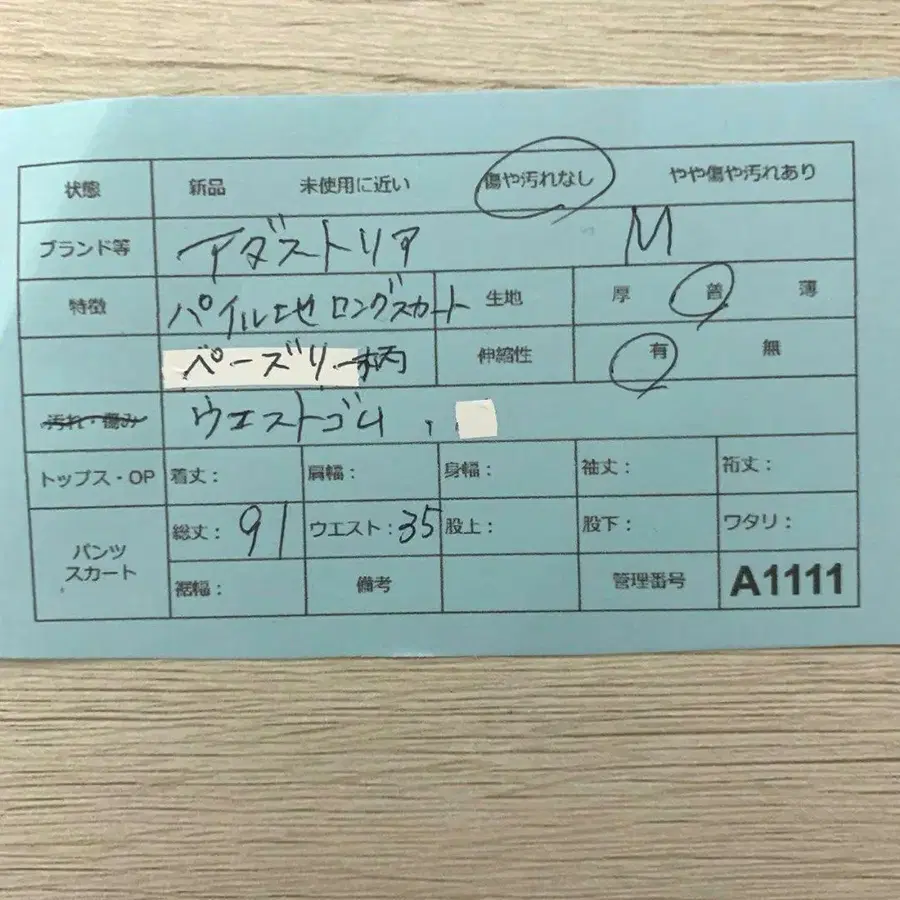 状態 新品 未使用に近い 傷や汚れなし やや傷や汚れあり
ブランド等 アダストリア M
特徴 パイル地 ロングスカート 生地 厚 普 薄
ペーズリー柄 伸縮性 有 無
汚れ・傷み ウエストゴム、
トップス・OP 着丈: 肩幅: 身幅: 袖丈: 裄丈:
パンツ スカート 総丈: 91 ウエスト: 35 股上: 股下: ワタリ:
裾幅: 備考 管理番号 A1111